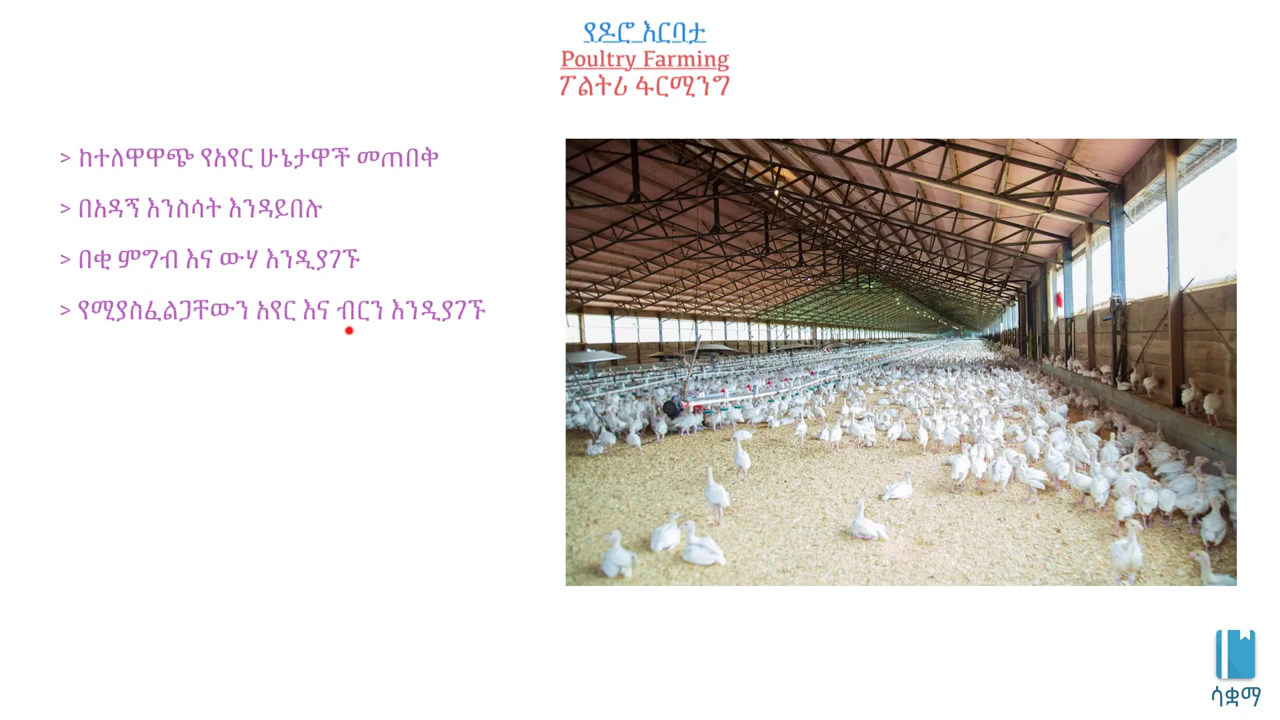 የዶሮ እርባታ
Poultry Farming
ፖልትሪ ፋርሚንግ
> ከተለዋዋጭ የአየር ሁኔታዋች መጠበቅ
> በአዳኝ እንስሳት እንዳይበሉ
> በቂ ምግብ እና ውሃ እንዲያገኙ
> የሚያስፈልጋቸውን አየር እና ብርን እንዲያገኙ
ሳቋማ